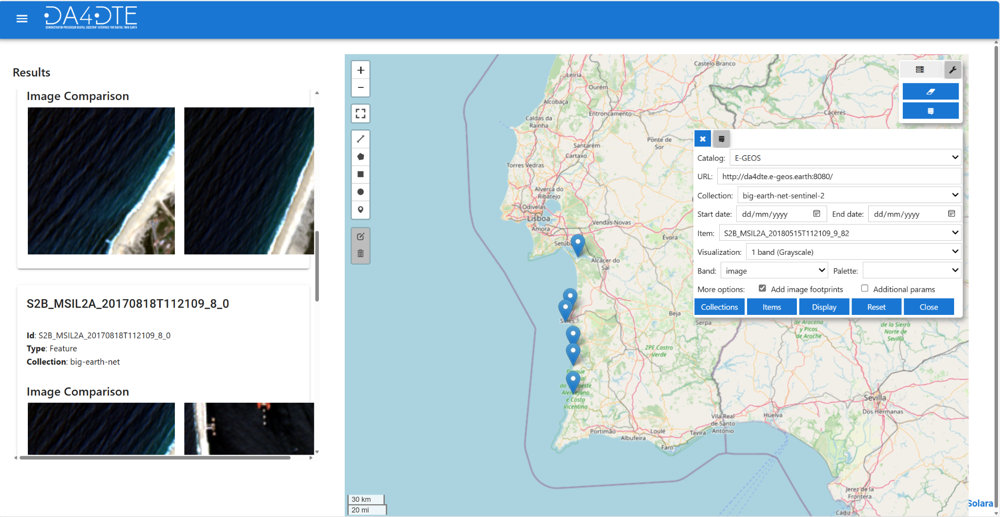 DA4DTE
DEMONSTRATOR PRECURSOR DIGITAL ASSISTANT INTERFACE FOR DIGITAL TWIN EARTH
Results
Image Comparison
S2B_MSIL2A_20170818T112109_8_0
Id: S2B_MSIL2A_20170818T112109_8_0
Type: Feature
Collection: big-earth-net
Image Comparison
+
−
Castelo Branco
Leiria
Ourém
Alcobaça
Entroncamento
Cáceres
Caldas da
Rainha
Ponte de
Sor
Santarém
Cartaxo
Torres Vedras
Alverca do
Ribatejo
Odivelas
Lisboa
Amora
Vendas Novas
Évora
Setúb
Alcácer do
Sal
Sines
Beja
Serpa
de Aracena
y Picos
de Aroche
de la Sierra
Norte de
Sevilla
ZPE Castro
Verde
Parque
do
Alentejano
e Costa
Vicentina
Sevilla
Dos Hermanas
Huelva
Vila Real
de Santo
António
Portimão
Loulé
Tavira
Albufeira
Faro
Jerez de la
Frontera
Cádiz
30 km
20 mi
Catalog: E-GEOS
URL: http://da4dte.e-geos.earth:8080/
Collection: big-earth-net-sentinel-2
Start date: dd/mm/yyyy End date: dd/mm/yyyy
Item: S2B_MSIL2A_20180515T112109_9_82
Visualization: 1 band (Grayscale)
Band: image Palette:
More options: Add image footprints Additional params
Collections Items Display Reset Close
Solara